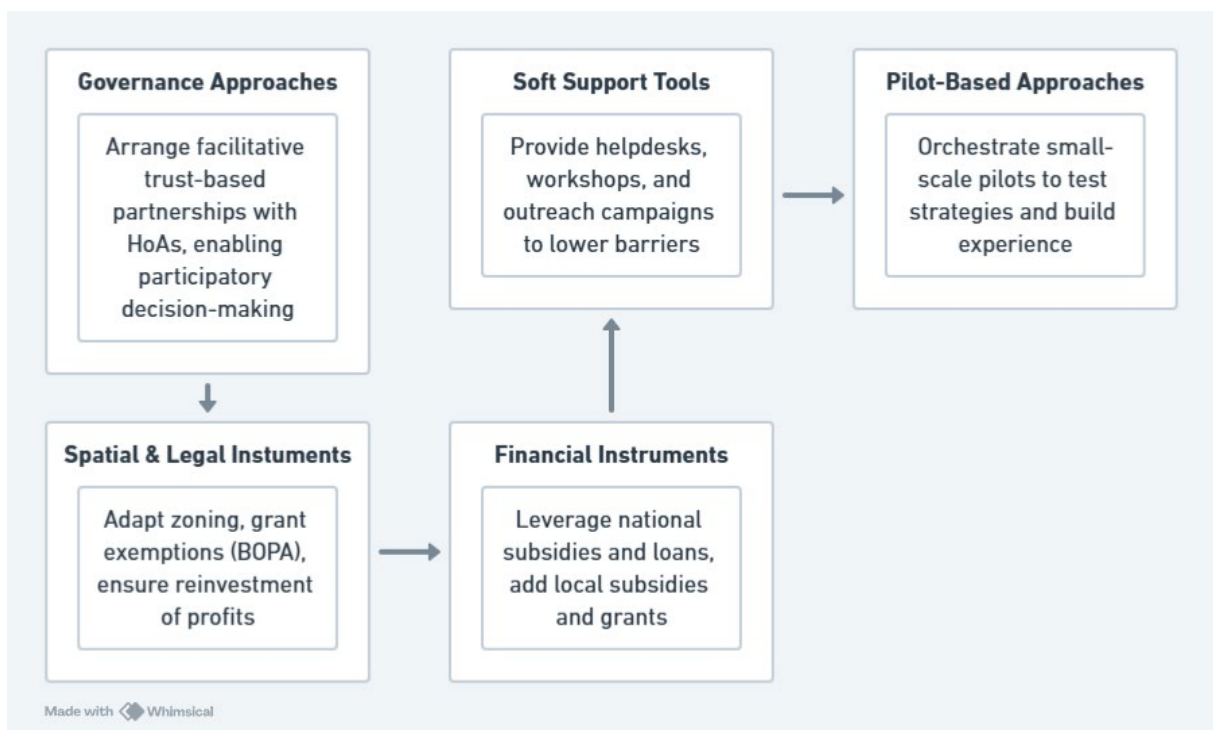 Governance Approaches
Arrange facilitative
trust-based
partnerships with
HoAs, enabling
participatory
decision-making
Spatial & Legal Instuments
Adapt zoning, grant
exemptions (BOPA),
ensure reinvestment
of profits
Financial Instruments
Leverage national
subsidies and loans,
add local subsidies
and grants
Soft Support Tools
Provide helpdesks,
workshops, and
outreach campaigns
to lower barriers
Pilot-Based Approaches
Orchestrate small-
scale pilots to test
strategies and build
experience
Made with Whimsical